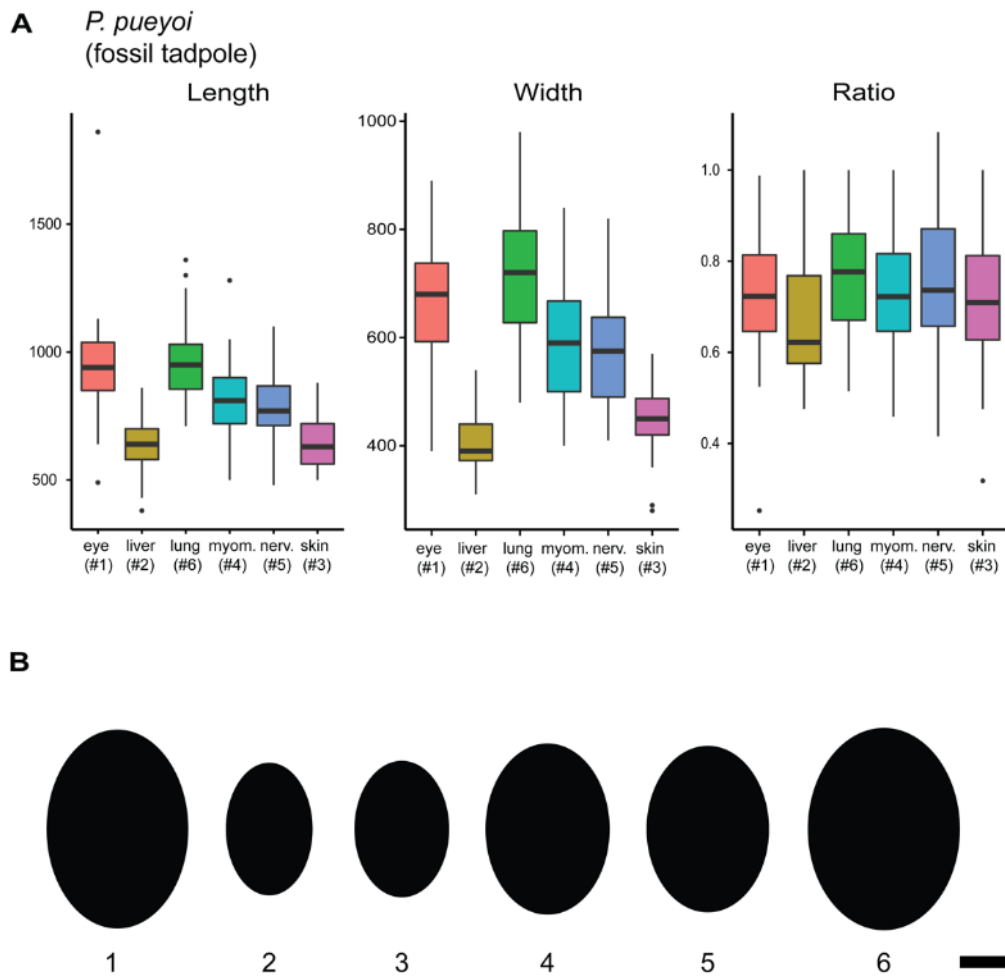 A
P. pueyoi
(fossil tadpole)
Length Width Ratio
1500
1000
500
eye liver lung myom. nerv. skin
(#1) (#2) (#6) (#4) (#5) (#3)
1000
800
600
400
eye liver lung myom. nerv. skin
(#1) (#2) (#6) (#4) (#5) (#3)
1.0
0.8
0.6
0.4
eye liver lung myom. nerv. skin
(#1) (#2) (#6) (#4) (#5) (#3)
B
1 2 3 4 5 6